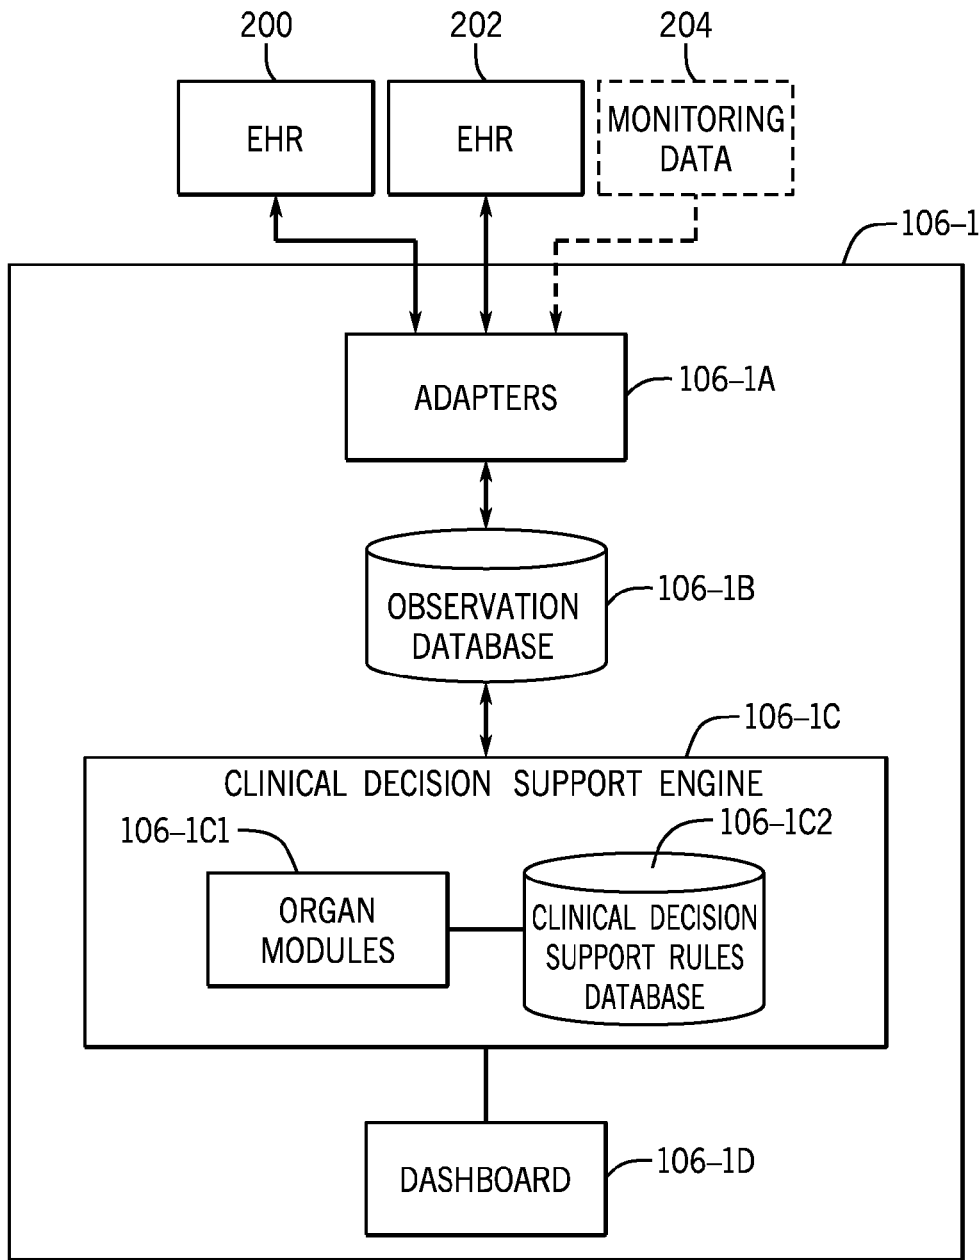 200
202
204
EHR
EHR
MONITORING
DATA
106–1
ADAPTERS
106–1A
OBSERVATION
DATABASE
106–1B
106–1C
CLINICAL DECISION SUPPORT ENGINE
106–1C1
106–1C2
ORGAN
MODULES
CLINICAL DECISION
SUPPORT RULES
DATABASE
DASHBOARD
106–1D